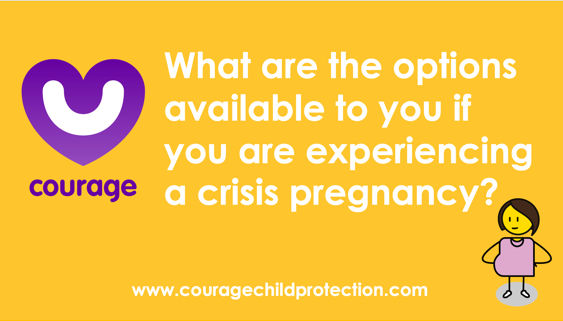 What are the options
available to you if
you are experiencing
a crisis pregnancy?
courage
www.couragechildprotection.com